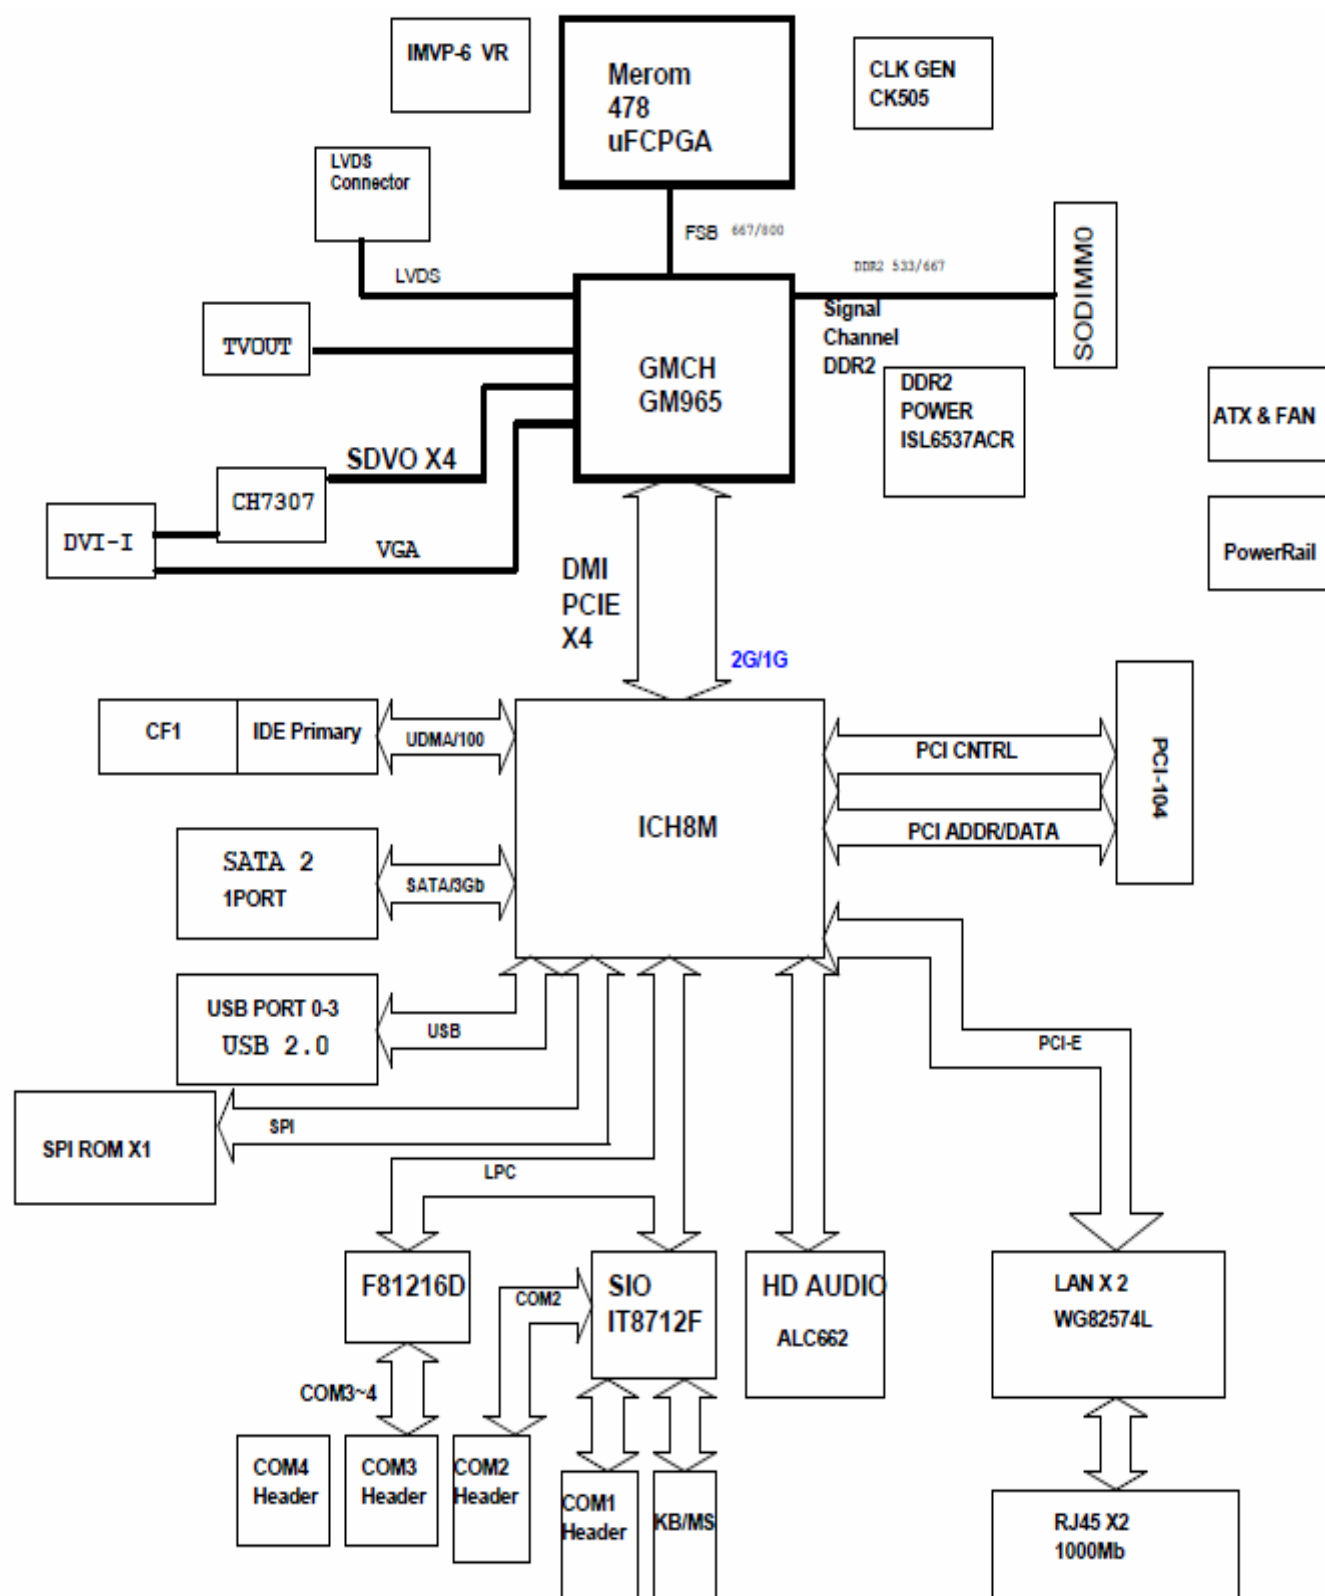 IMVP-6 VR
Merom
478
uFCPGA
CLK GEN
CK505
LVDS
Connector
FSB 667/800
LVDS
DDR2 533/667
SODIMM0
Signal
Channel
DDR2
TVOUT
GMCH
GM965
DDR2
POWER
ISL6537ACR
ATX & FAN
SDVO X4
CH7307
DVI-I
VGA
PowerRail
DMI
PCIE
X4
2G/1G
CF1
IDE Primary
UDMA/100
ICH8M
PCI CNTRL
PCI ADDR/DATA
PCI-104
SATA 2
1PORT
SATA/3Gb
USB PORT 0-3
USB 2.0
USB
PCI-E
SPI ROM X1
SPI
LPC
F81216D
COM2
SIO
IT8712F
HD AUDIO
ALC662
LAN X 2
WG82574L
COM3~4
COM4
Header
COM3
Header
COM2
Header
COM1
Header
KB/MS
RJ45 X2
1000Mb